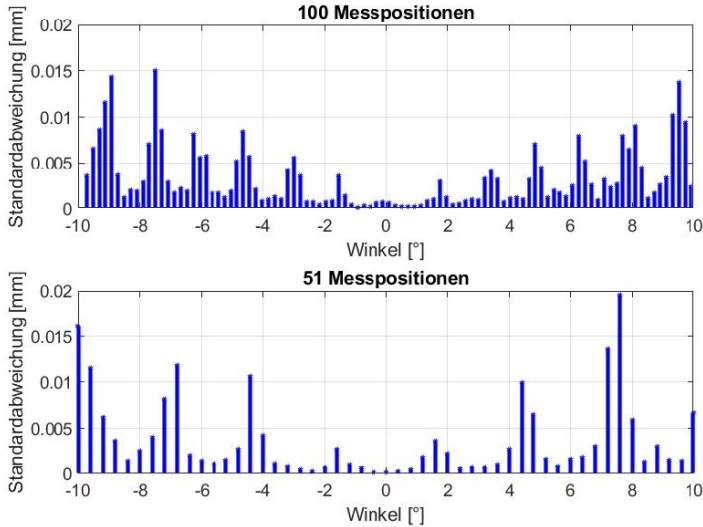 100 Messpositionen
Standardabweichung [mm]
0.02
0.015
0.01
0.005
0
-10 -8 -6 -4 -2 0 2 4 6 8 10
Winkel [°]
51 Messpositionen
Standardabweichung [mm]
0.02
0.015
0.01
0.005
0
-10 -8 -6 -4 -2 0 2 4 6 8 10
Winkel [°]